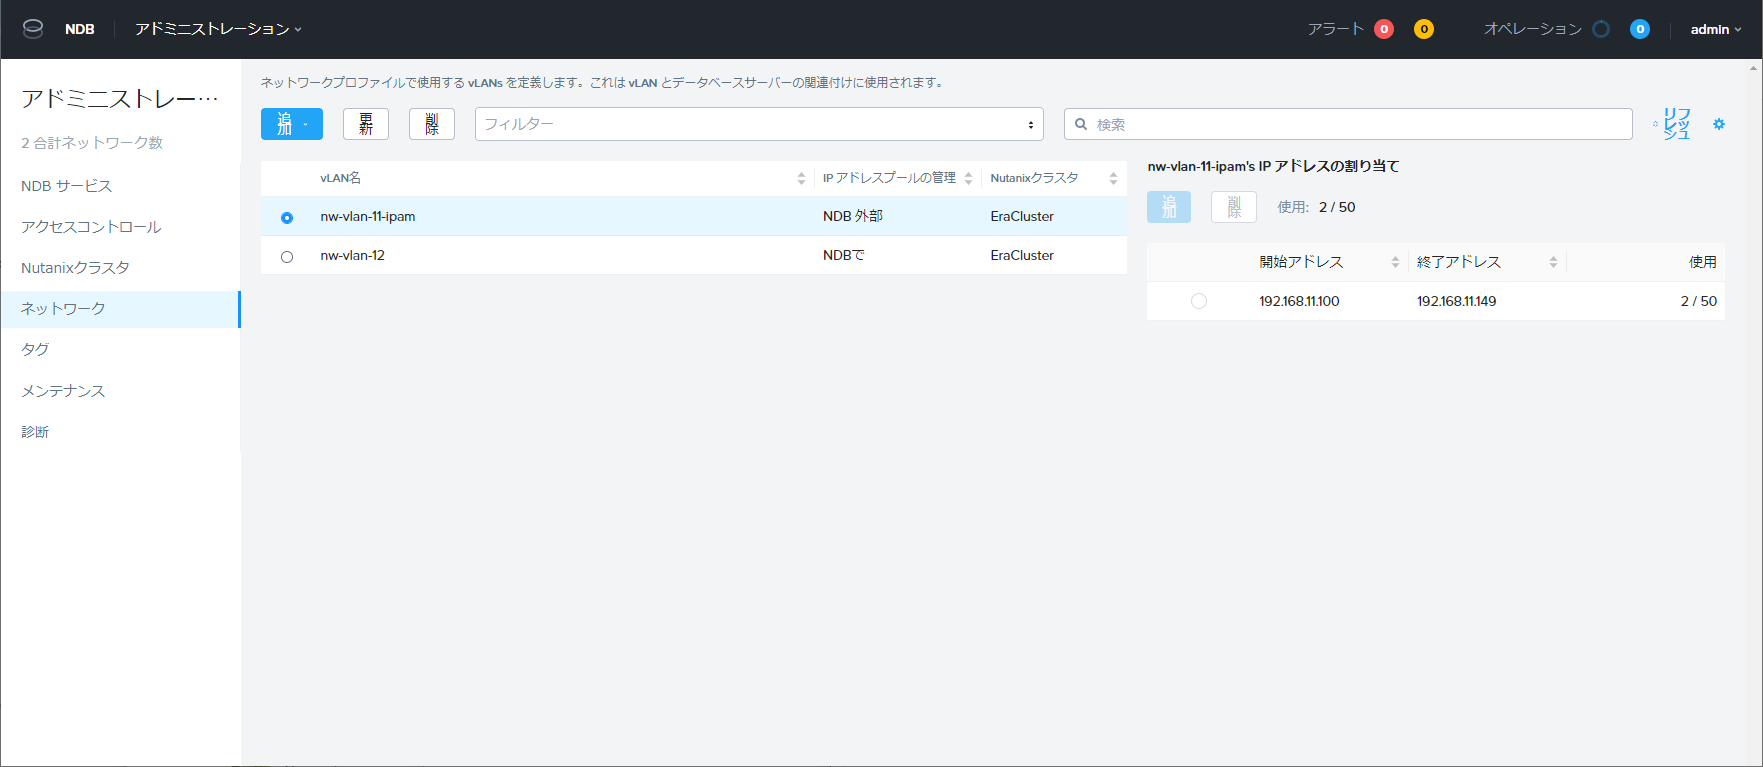 NDB
アドミニストレーション
アラート 0 0
オペレーション 0
admin
アドミニストレー…
2 合計ネットワーク数
NDB サービス
アクセスコントロール
Nutanixクラスタ
ネットワーク
タグ
メンテナンス
診断
ネットワークプロファイルで使用する vLANs を定義します。これは vLAN とデータベースサーバーの関連付けに使用されます。
追加
更新
削除
フィルター
検索
リフレッシュ
vLAN名 IP アドレスプールの管理 Nutanixクラスタ
nw-vlan-11-ipam NDB 外部 EraCluster
nw-vlan-12 NDBで EraCluster
nw-vlan-11-ipam's IP アドレスの割り当て
追加
削除
使用: 2 / 50
開始アドレス 終了アドレス 使用
192.168.11.100 192.168.11.149 2 / 50